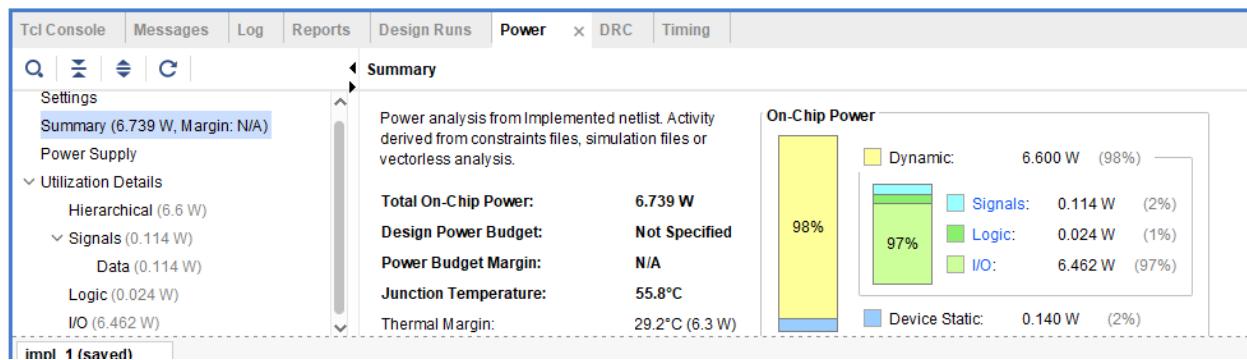 Tcl Console Messages Log Reports Design Runs Power × DRC Timing
Summary
Settings
Summary (6.739 W, Margin: N/A)
Power Supply
Utilization Details
Hierarchical (6.6 W)
Signals (0.114 W)
Data (0.114 W)
Logic (0.024 W)
I/O (6.462 W)
Power analysis from Implemented netlist. Activity
derived from constraints files, simulation files or
vectorless analysis.
Total On-Chip Power: 6.739 W
Design Power Budget: Not Specified
Power Budget Margin: N/A
Junction Temperature: 55.8°C
Thermal Margin: 29.2°C (6.3 W)
On-Chip Power
98%
Dynamic: 6.600 W (98%)
97%
Signals: 0.114 W (2%)
Logic: 0.024 W (1%)
I/O: 6.462 W (97%)
Device Static: 0.140 W (2%)
impl_1 (saved)